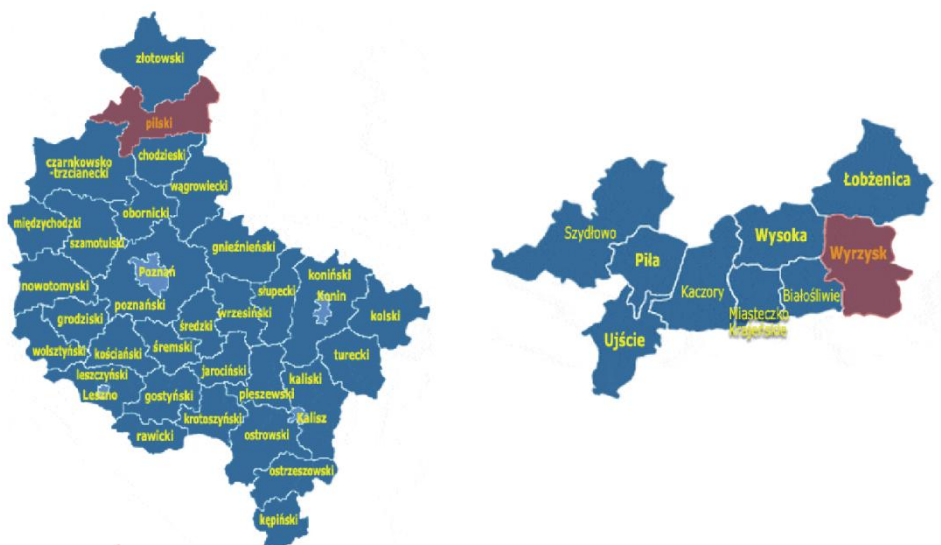 złotowski
pilski
chodzieski
czarnkowsko
-trzcianecki
wągrowiecki
obornicki
międzychodzki
szamotulski
gnieźnieński
Poznań
koniński
nowotomyski
słupecki
Konin
poznański
wrzesiński
kolski
grodziski
średzki
wolsztyński
kościański
śremski
turecki
leszczyński
jarociński
kaliski
Leszno
gostyński
pleszewski
krotoszyński
Kalisz
rawicki
ostrowski
ostrzeszowski
kępiński
Łobżenica
Szydłowo
Wysoka
Piła
Wyrzysk
Kaczory
Białośliwie
Miasteczko
Krajeńskie
Ujście